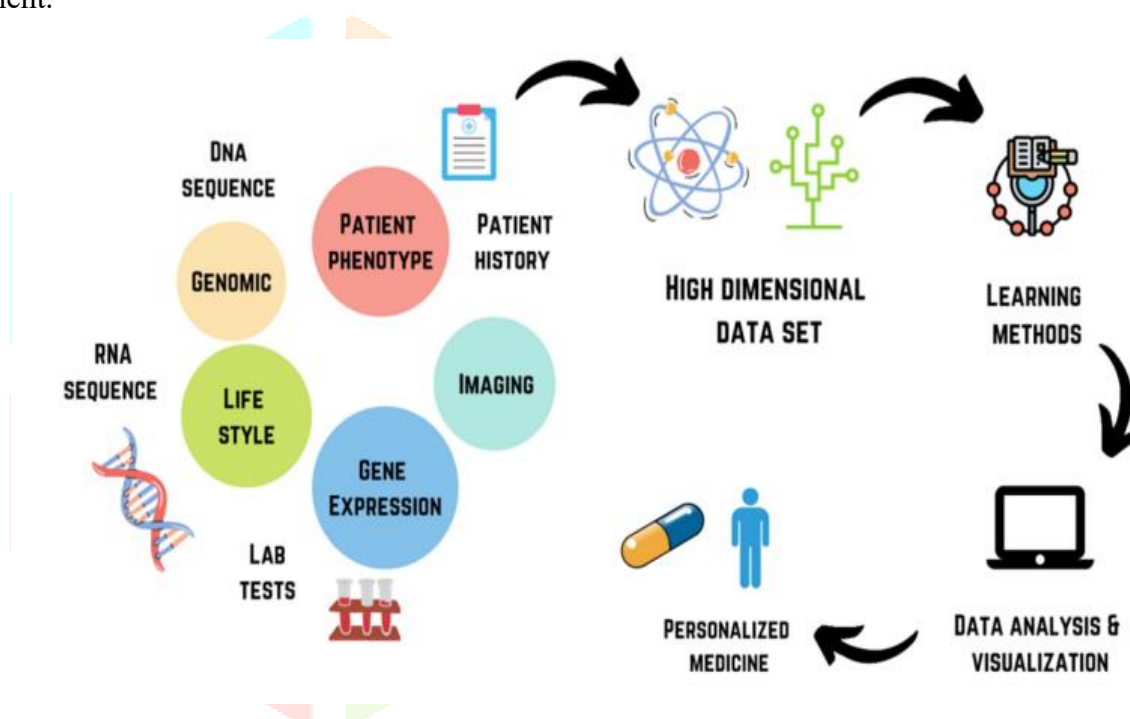 DNA
SEQUENCE
PATIENT
PHENOTYPE
PATIENT
HISTORY
GENOMIC
RNA
SEQUENCE
LIFE
STYLE
IMAGING
GENE
EXPRESSION
LAB
TESTS
HIGH DIMENSIONAL
DATA SET
LEARNING
METHODS
DATA ANALYSIS &
VISUALIZATION
PERSONALIZED
MEDICINE